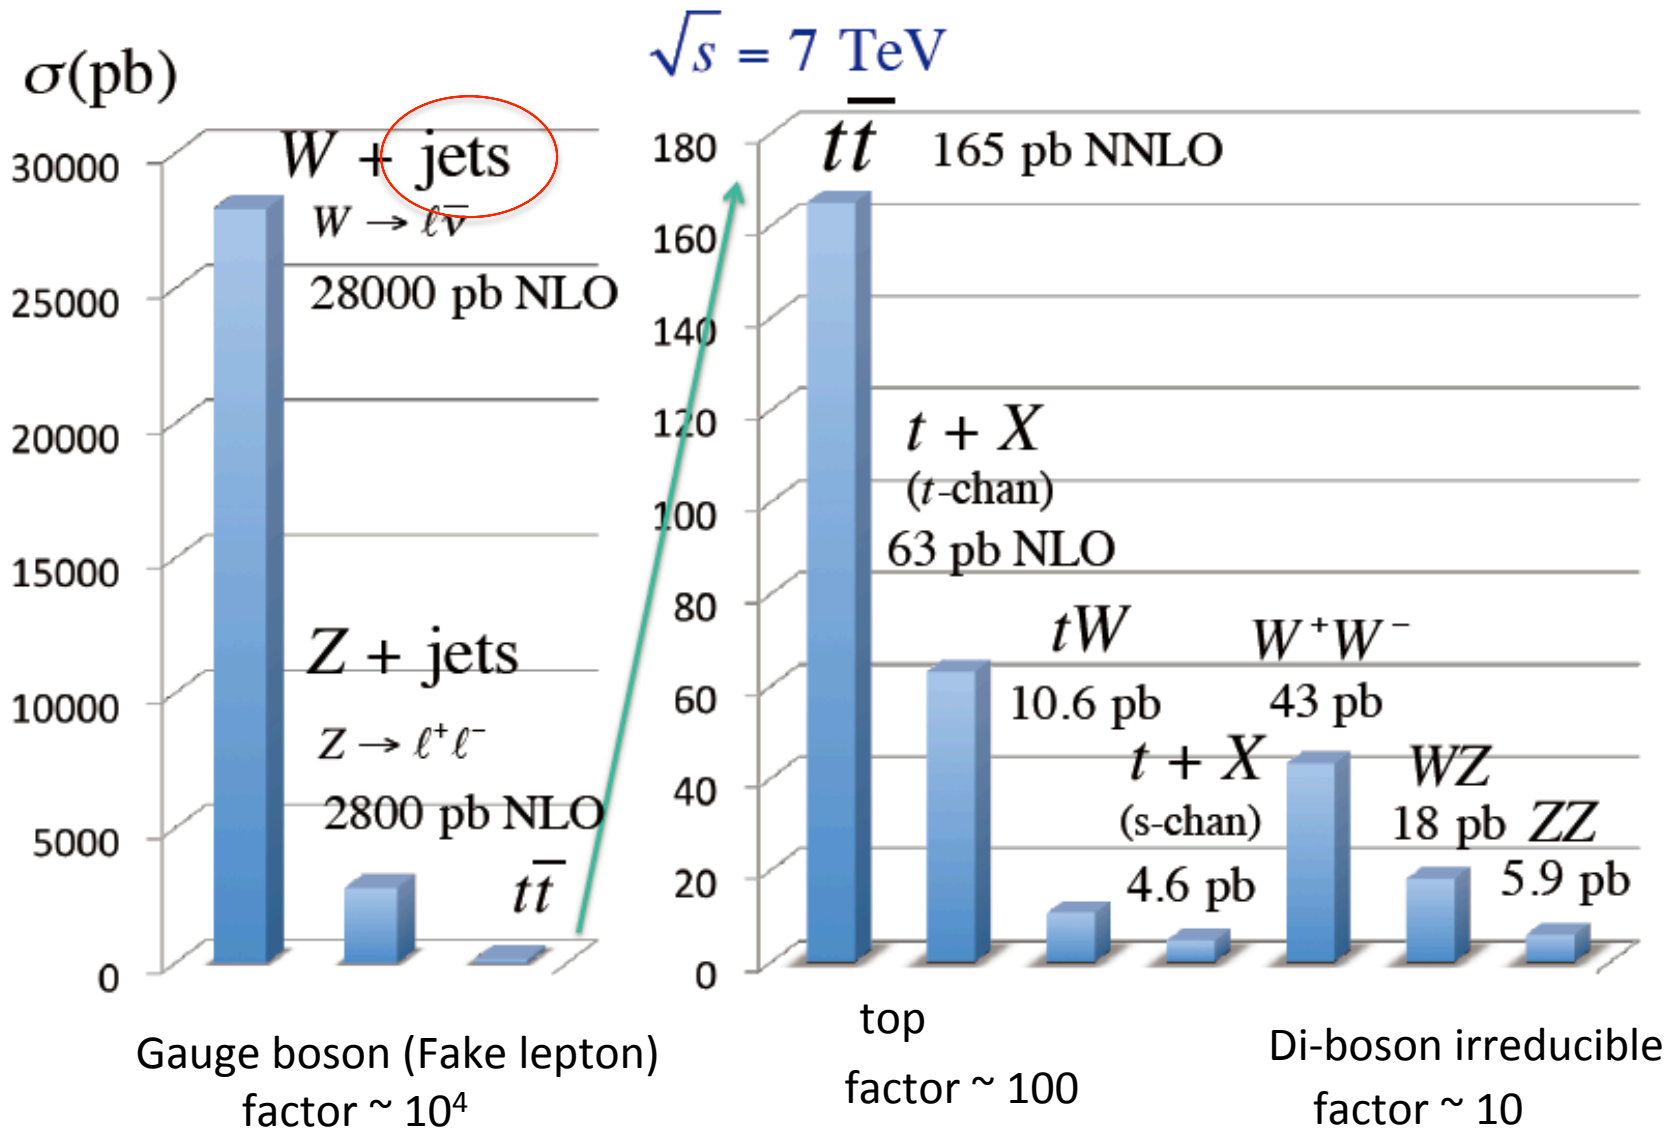 σ(pb)
√s = 7 TeV
30000
25000
20000
15000
10000
5000
0
W + jets
W → ℓν̅
28000 pb NLO
Z + jets
Z → ℓ⁺ℓ⁻
2800 pb NLO
tt̅
180
160
140
120
100
80
60
40
20
0
tt̅ 165 pb NNLO
t + X
(t-chan)
63 pb NLO
tW
10.6 pb
t + X
(s-chan)
4.6 pb
W⁺W⁻
43 pb
WZ
18 pb
ZZ
5.9 pb
Gauge boson (Fake lepton)
factor ~ 10⁴
top
factor ~ 100
Di-boson irreducible
factor ~ 10